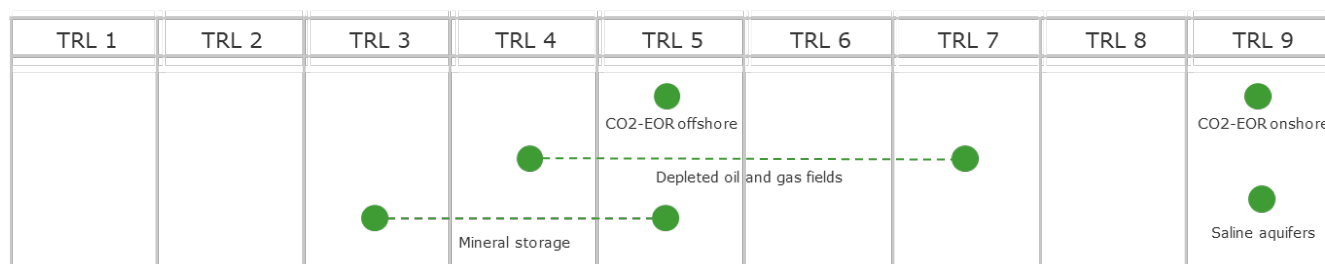 TRL 1 TRL 2 TRL 3 TRL 4 TRL 5 TRL 6 TRL 7 TRL 8 TRL 9
CO2-EOR offshore CO2-EOR onshore
Depleted oil and gas fields
Mineral storage Saline aquifers